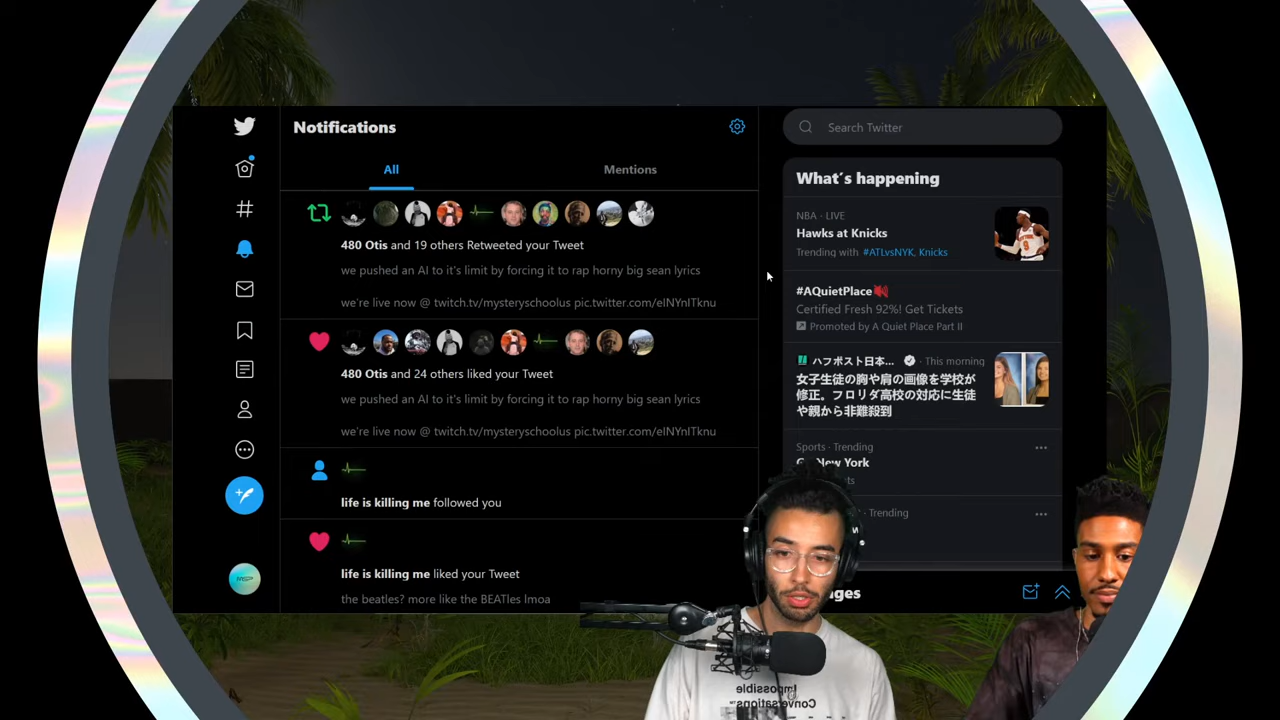 Notifications
All
Mentions
480 Otis and 19 others Retweeted your Tweet
we pushed an AI to it's limit by forcing it to rap horny big sean lyrics
we're live now @ twitch.tv/mysteryschoolus pic.twitter.com/eINYnITknu
480 Otis and 24 others liked your Tweet
we pushed an AI to it's limit by forcing it to rap horny big sean lyrics
we're live now @ twitch.tv/mysteryschoolus pic.twitter.com/eINYnITknu
life is killing me followed you
life is killing me liked your Tweet
the beatles? more like the BEATles lmoa
Search Twitter
What's happening
NBA · LIVE
Hawks at Knicks
Trending with #ATLvsNYK, Knicks
#AQuietPlace
Certified Fresh 92%! Get Tickets
Promoted by A Quiet Place Part II
ハフポスト日本... · This morning
女子生徒の胸や肩の画像を学校が
修正。フロリダ高校の対応に生徒
や親から非難殺到
Sports · Trending
New York
· Trending
Impossible
Conversations